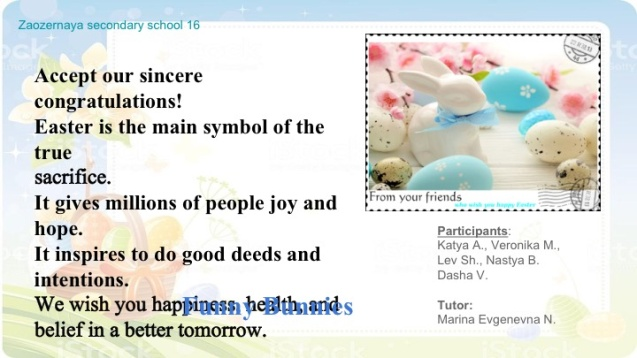 Zaozernaya secondary school 16
Accept our sincere
congratulations!
Easter is the main symbol of the
true
sacrifice.
It gives millions of people joy and
hope.
It inspires to do good deeds and
intentions.
We wish you happiness, health, and
belief in a better tomorrow.
Funny Bunnies
From your friends
who wish you happy Easter
Participants:
Katya A., Veronika M.,
Lev Sh., Nastya B.
Dasha V.
Tutor:
Marina Evgenevna N.